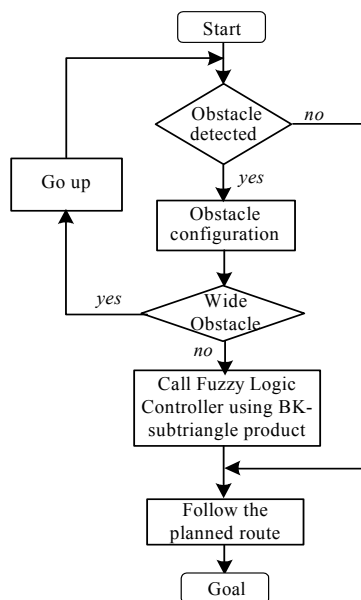 Start
Obstacle
detected
no
yes
Go up
Obstacle
configuration
yes
Wide
Obstacle
no
Call Fuzzy Logic
Controller using BK-
subtriangle product
Follow the
planned route
Goal